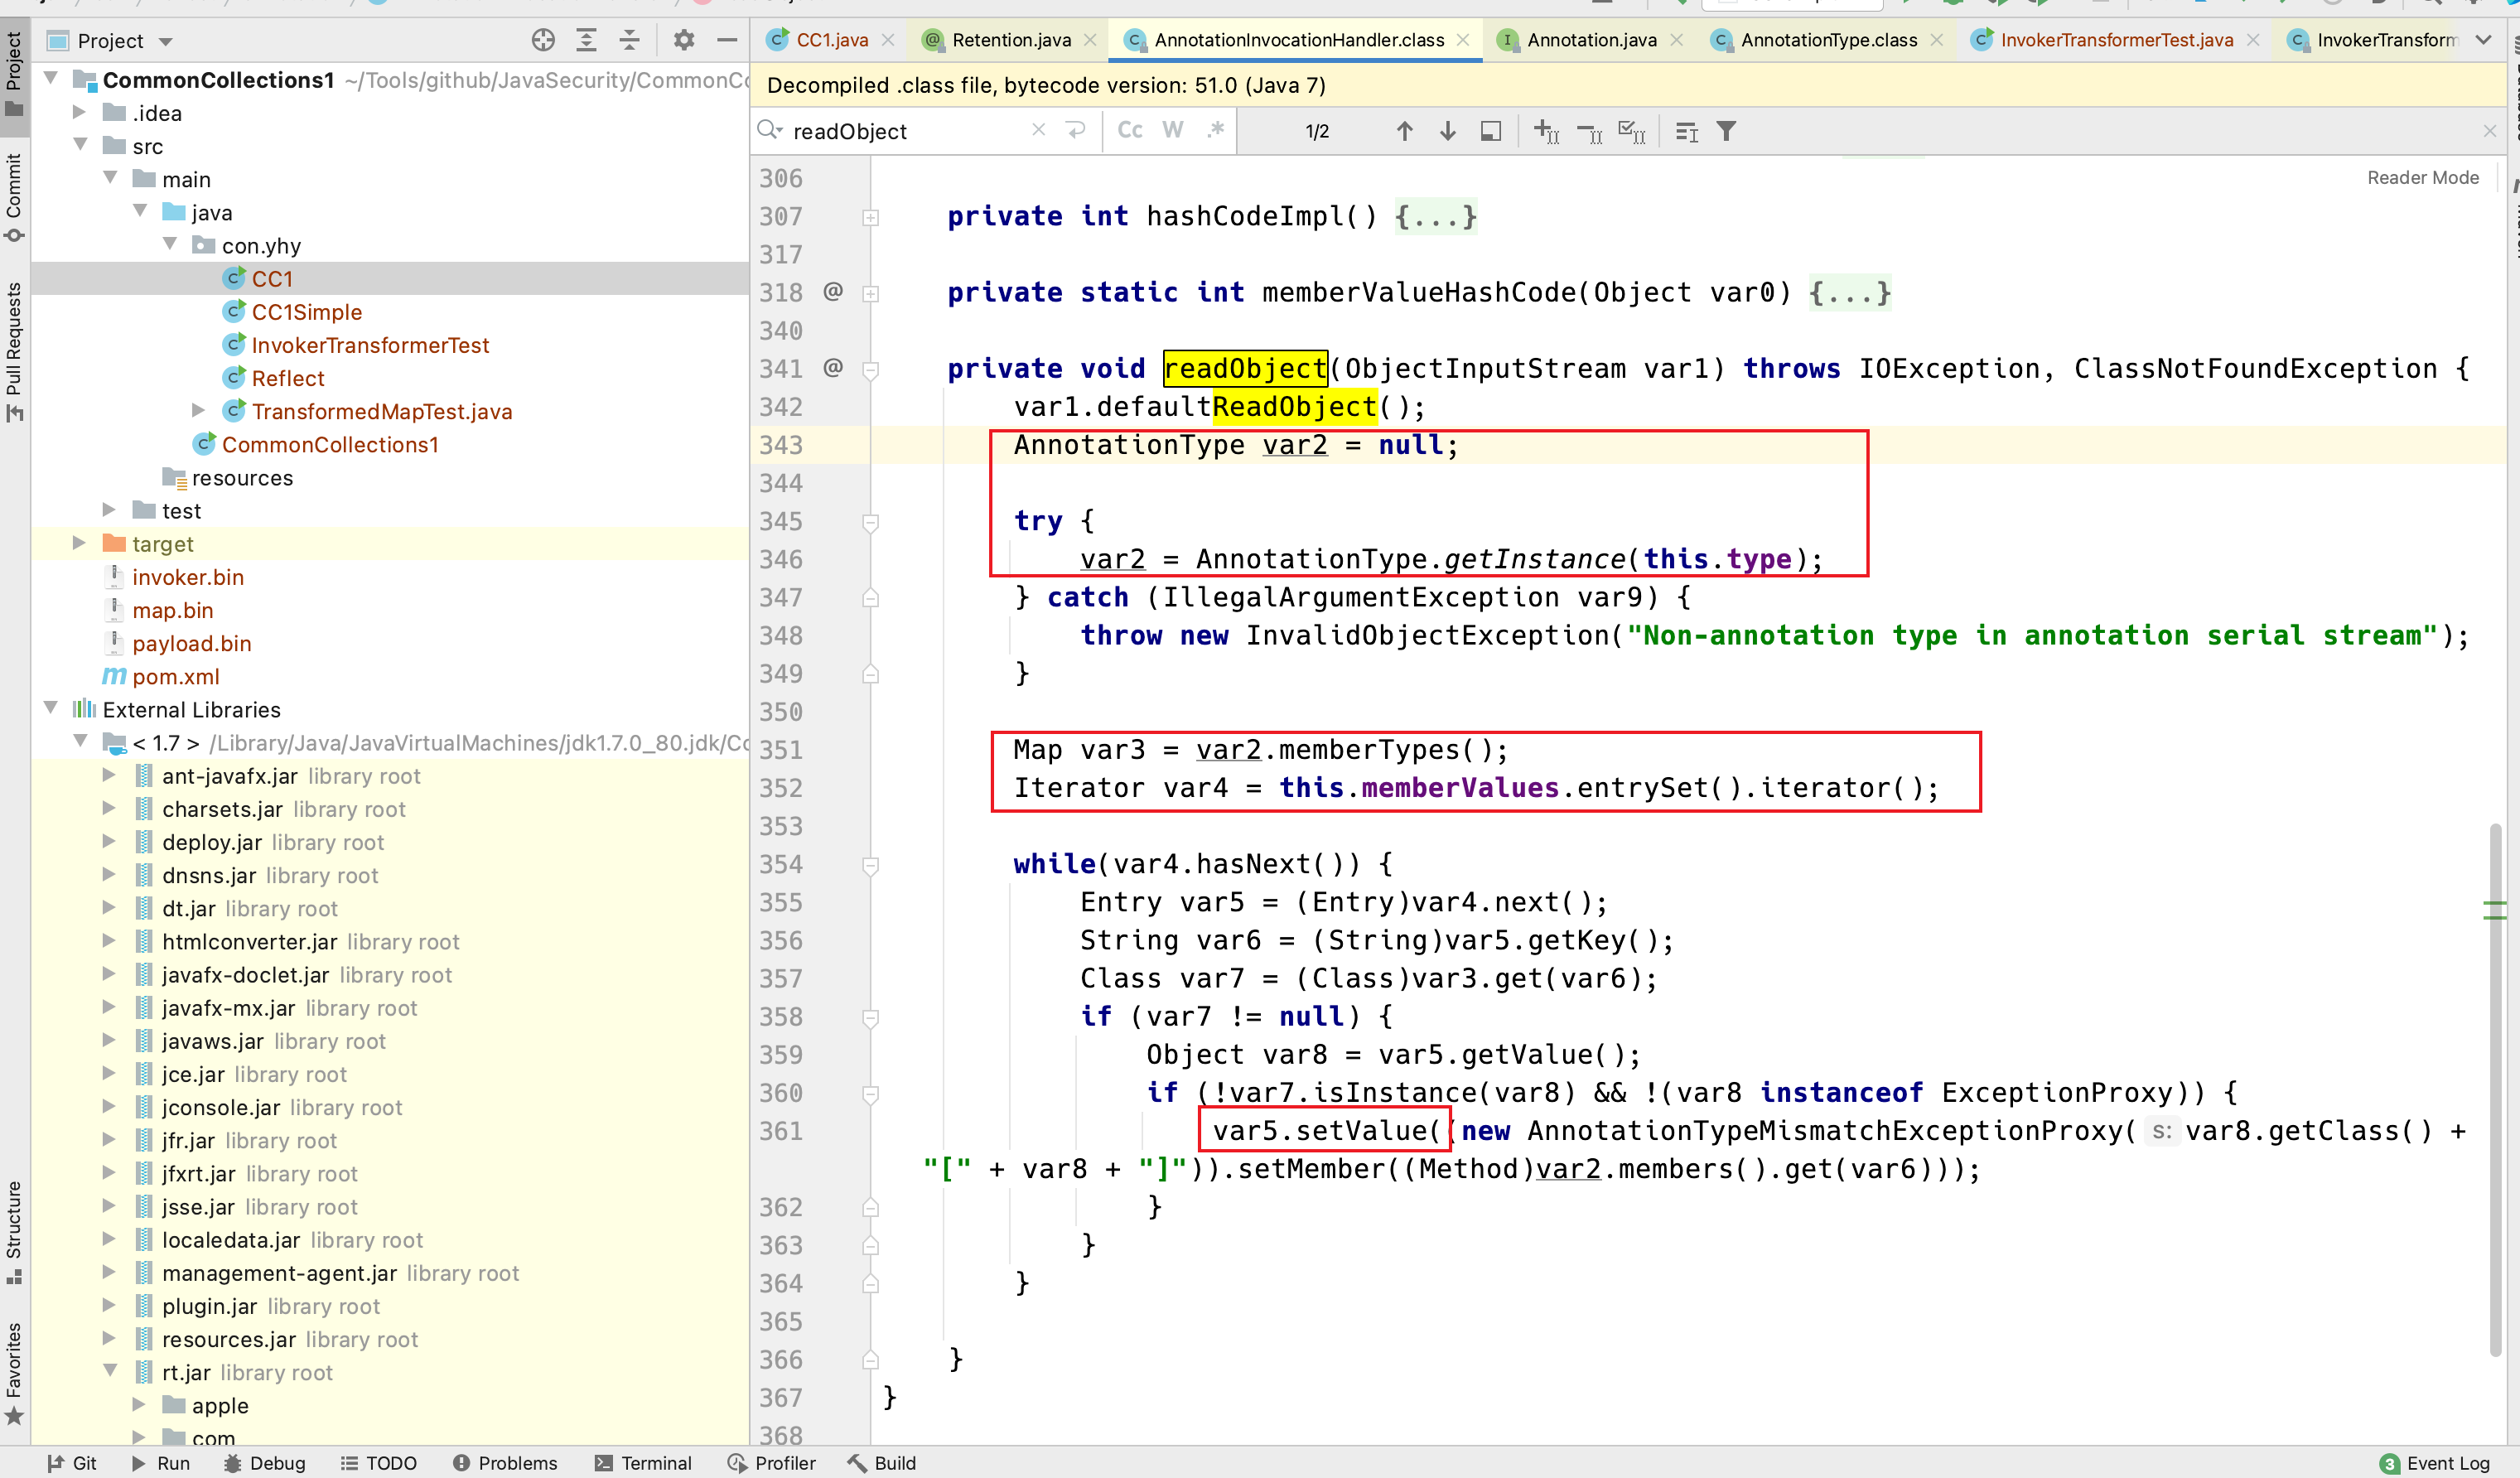 Project
CC1.java
Retention.java
AnnotationInvocationHandler.class
Annotation.java
AnnotationType.class
InvokerTransformerTest.java
InvokerTransform
Project
Commit
Pull Requests
Structure
Favorites
CommonCollections1 ~/Tools/github/JavaSecurity/CommonCo
.idea
src
main
java
con.yhy
CC1
CC1Simple
InvokerTransformerTest
Reflect
TransformedMapTest.java
CommonCollections1
resources
test
target
invoker.bin
map.bin
payload.bin
pom.xml
External Libraries
< 1.7 > /Library/Java/JavaVirtualMachines/jdk1.7.0_80.jdk/Co
ant-javafx.jar library root
charsets.jar library root
deploy.jar library root
dnsns.jar library root
dt.jar library root
htmlconverter.jar library root
javafx-doclet.jar library root
javafx-mx.jar library root
javaws.jar library root
jce.jar library root
jconsole.jar library root
jfr.jar library root
jfxrt.jar library root
jsse.jar library root
localedata.jar library root
management-agent.jar library root
plugin.jar library root
resources.jar library root
rt.jar library root
apple
com
Decompiled .class file, bytecode version: 51.0 (Java 7)
readObject Cc W .* 1/2
Reader Mode
306
307 private int hashCodeImpl() {...}
317
318 @ private static int memberValueHashCode(Object var0) {...}
340
341 @ private void readObject(ObjectInputStream var1) throws IOException, ClassNotFoundException {
342 var1.defaultReadObject();
343 AnnotationType var2 = null;
344
345 try {
346 var2 = AnnotationType.getInstance(this.type);
347 } catch (IllegalArgumentException var9) {
348 throw new InvalidObjectException("Non-annotation type in annotation serial stream");
349 }
350
351 Map var3 = var2.memberTypes();
352 Iterator var4 = this.memberValues.entrySet().iterator();
353
354 while(var4.hasNext()) {
355 Entry var5 = (Entry)var4.next();
356 String var6 = (String)var5.getKey();
357 Class var7 = (Class)var3.get(var6);
358 if (var7 != null) {
359 Object var8 = var5.getValue();
360 if (!var7.isInstance(var8) && !(var8 instanceof ExceptionProxy)) {
361 var5.setValue((new AnnotationTypeMismatchExceptionProxy( s: var8.getClass() +
"[" + var8 + "]")).setMember((Method)var2.members().get(var6)));
362 }
363 }
364 }
365
366 }
367 }
368
Git Run Debug TODO Problems Terminal Profiler Build 3 Event Log